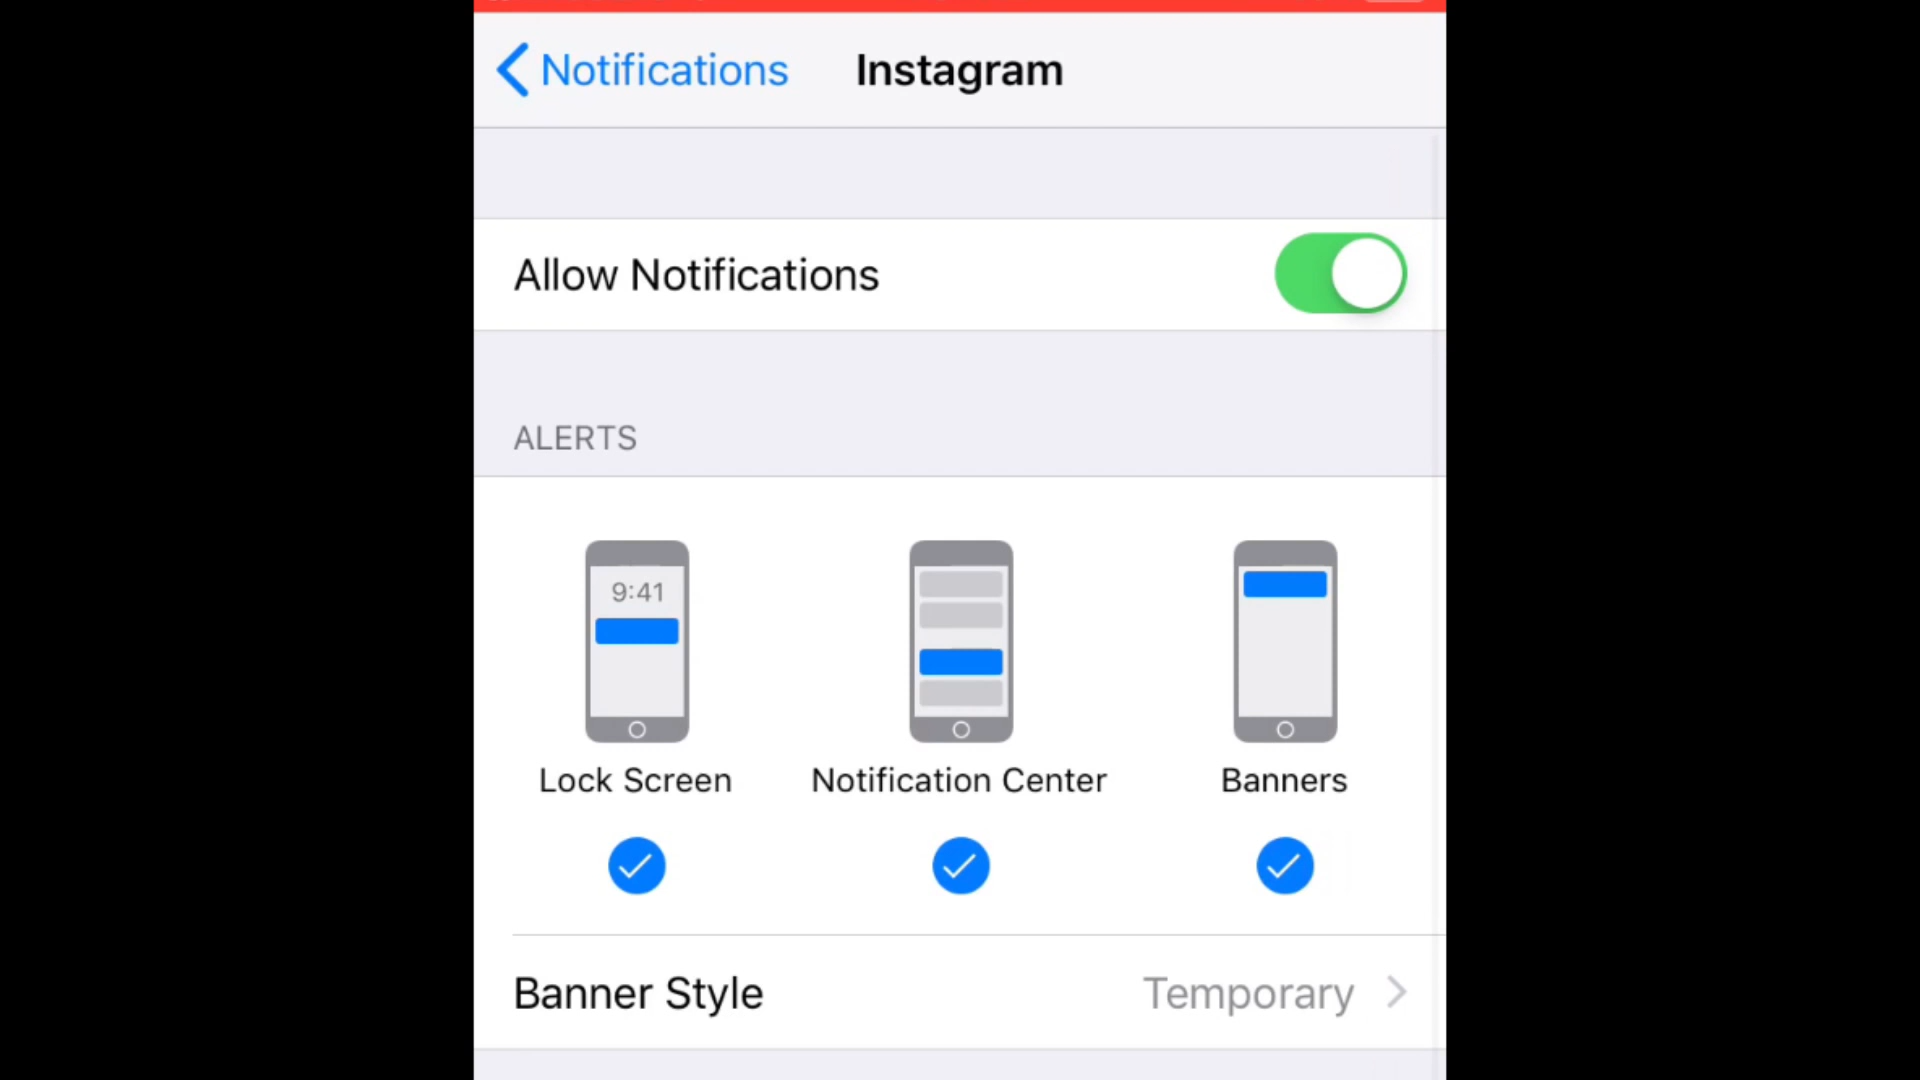 Notifications Instagram
Allow Notifications
ALERTS
9:41
Lock Screen Notification Center Banners
Banner Style Temporary